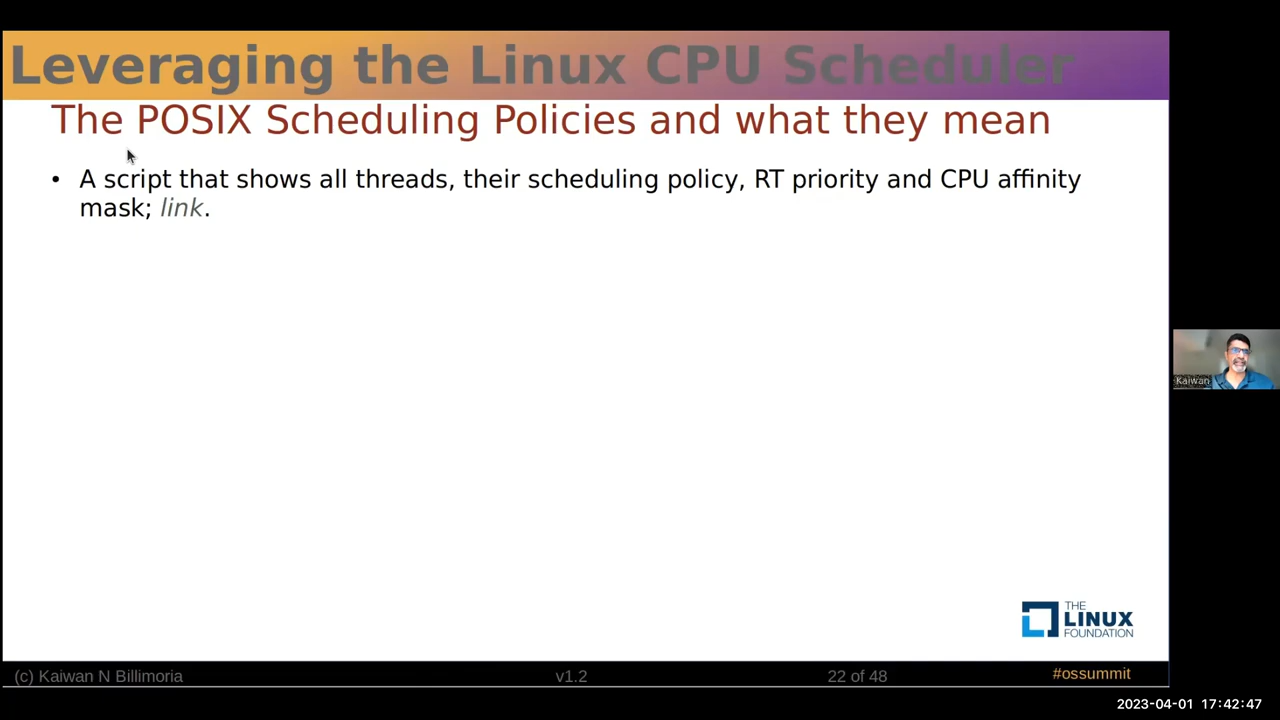 Leveraging the Linux CPU Scheduler
The POSIX Scheduling Policies and what they mean
• A script that shows all threads, their scheduling policy, RT priority and CPU affinity
mask; link.
Kaiwan
THE
LINUX
FOUNDATION
(c) Kaiwan N Billimoria v1.2 22 of 48 #ossummit
2023-04-01 17:42:47